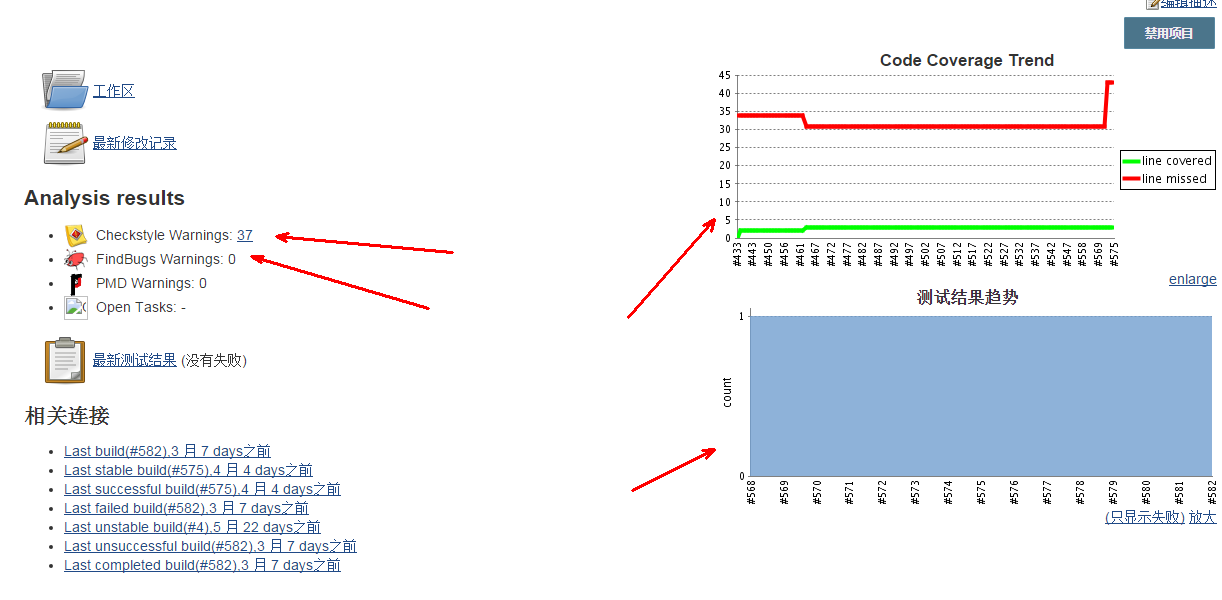 编辑描述
禁用项目
工作区
最新修改记录
Analysis results
Checkstyle Warnings: 37
FindBugs Warnings: 0
PMD Warnings: 0
Open Tasks: -
最新测试结果 (没有失败)
相关连接
Last build(#582),3 月 7 days之前
Last stable build(#575),4 月 4 days之前
Last successful build(#575),4 月 4 days之前
Last failed build(#582),3 月 7 days之前
Last unstable build(#4),5 月 22 days之前
Last unsuccessful build(#582),3 月 7 days之前
Last completed build(#582),3 月 7 days之前
Code Coverage Trend
45
40
35
30
25
20
15
10
5
0
#433 #443 #450 #456 #461 #467 #472 #477 #482 #487 #492 #497 #502 #507 #512 #517 #522 #527 #532 #537 #542 #547 #558 #569 #575
line covered
line missed
enlarge
测试结果趋势
count
1
0
#568 #569 #570 #571 #572 #573 #574 #575 #576 #577 #578 #579 #580 #581 #582
(只显示失败) 放大